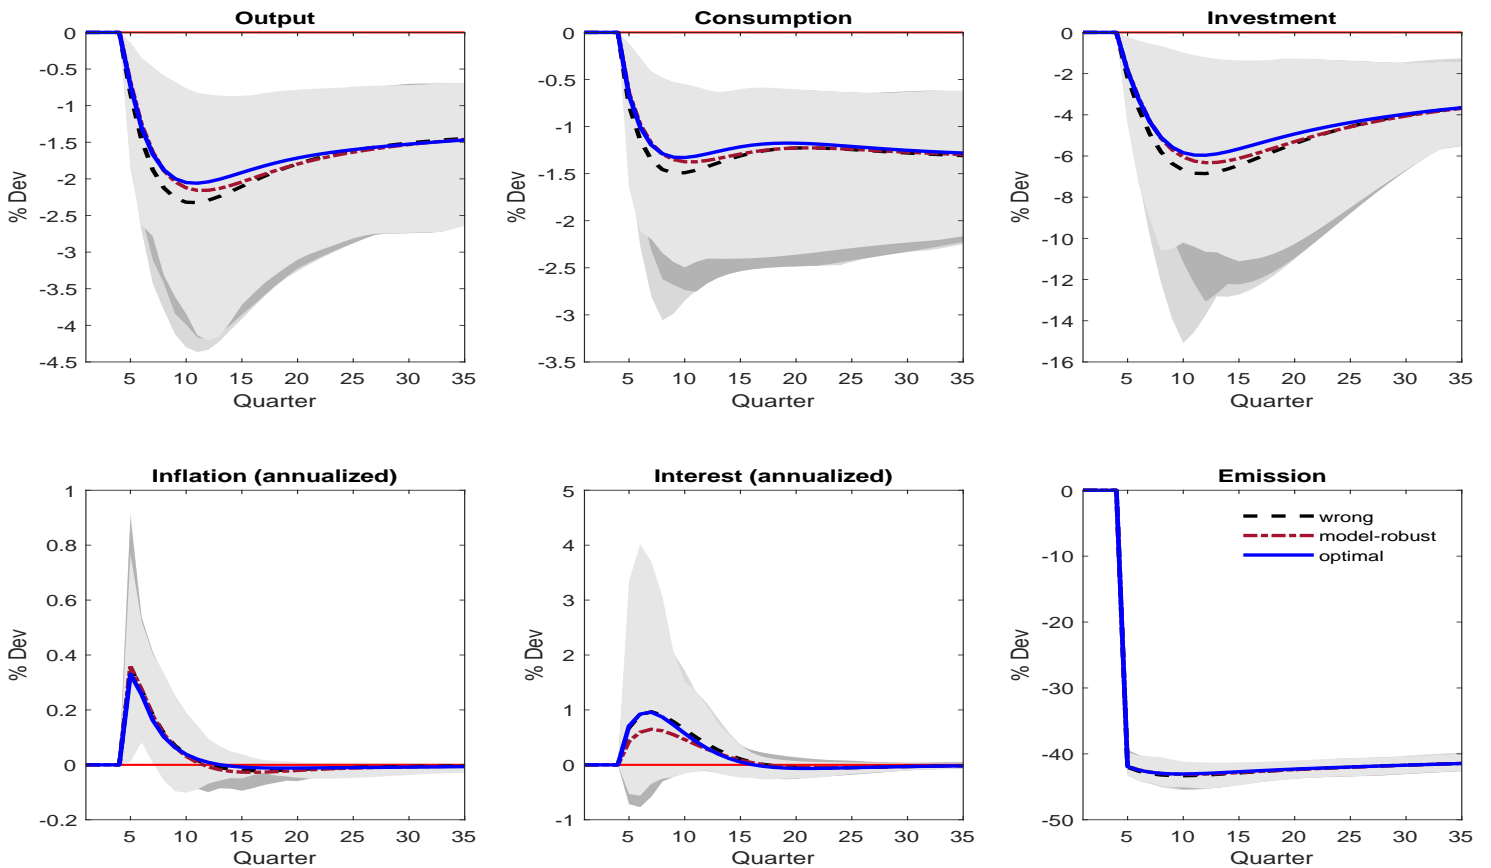 Output
% Dev
0
-0.5
-1
-1.5
-2
-2.5
-3
-3.5
-4
-4.5
5 10 15 20 25 30 35
Quarter
Consumption
% Dev
0
-0.5
-1
-1.5
-2
-2.5
-3
-3.5
5 10 15 20 25 30 35
Quarter
Investment
% Dev
0
-2
-4
-6
-8
-10
-12
-14
-16
5 10 15 20 25 30 35
Quarter
Inflation (annualized)
% Dev
1
0.8
0.6
0.4
0.2
0
-0.2
5 10 15 20 25 30 35
Quarter
Interest (annualized)
% Dev
5
4
3
2
1
0
-1
5 10 15 20 25 30 35
Quarter
Emission
% Dev
0
-10
-20
-30
-40
-50
wrong
model-robust
optimal
5 10 15 20 25 30 35
Quarter